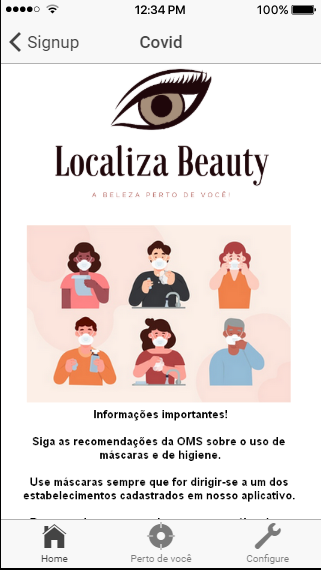 12:34 PM
100%
Signup
Covid
Localiza Beauty
A BELEZA PERTO DE VOCÊ!
Informações importantes!
Siga as recomendações da OMS sobre o uso de
máscaras e de higiene.
Use máscaras sempre que for dirigir-se a um dos
estabelecimentos cadastrados em nosso aplicativo.
Home
Perto de você
Configure